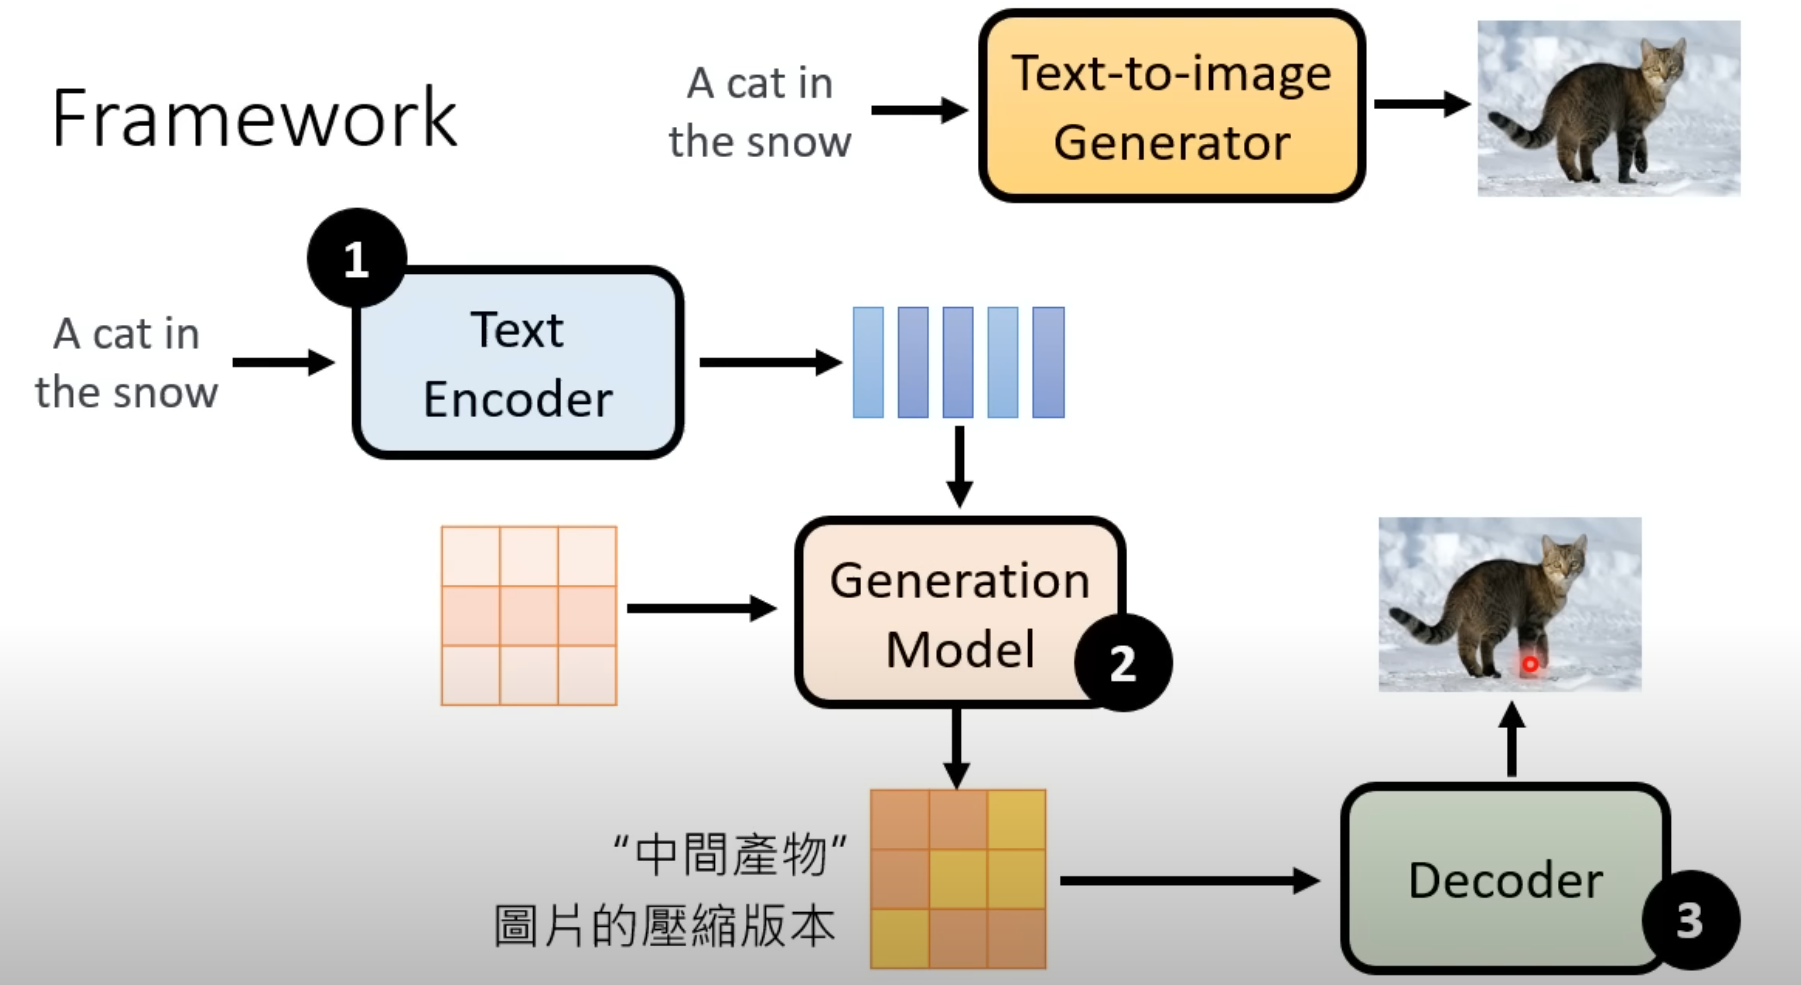 Framework
A cat in
the snow
Text-to-image
Generator
1
A cat in
the snow
Text
Encoder
Generation
Model
2
“中間產物”
圖片的壓縮版本
Decoder
3